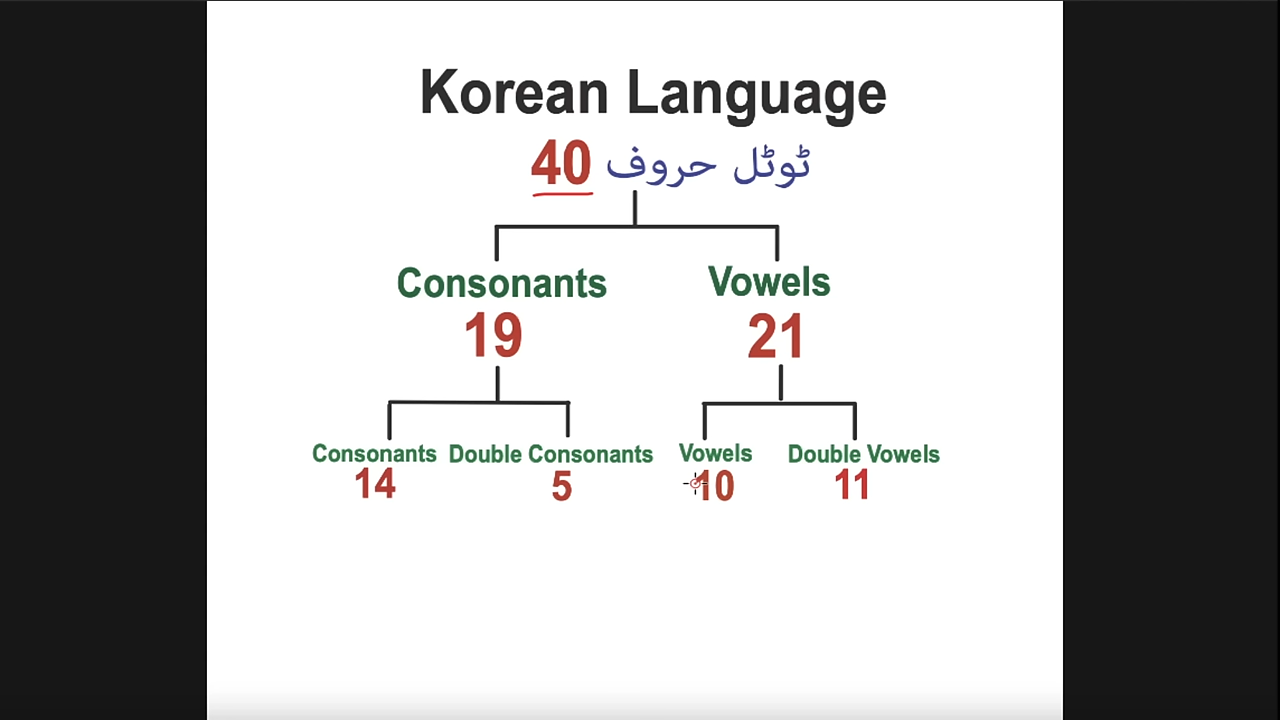 Korean Language
ٹوٹل حروف 40
Consonants Vowels
19 21
Consonants Double Consonants Vowels Double Vowels
14 5 10 11